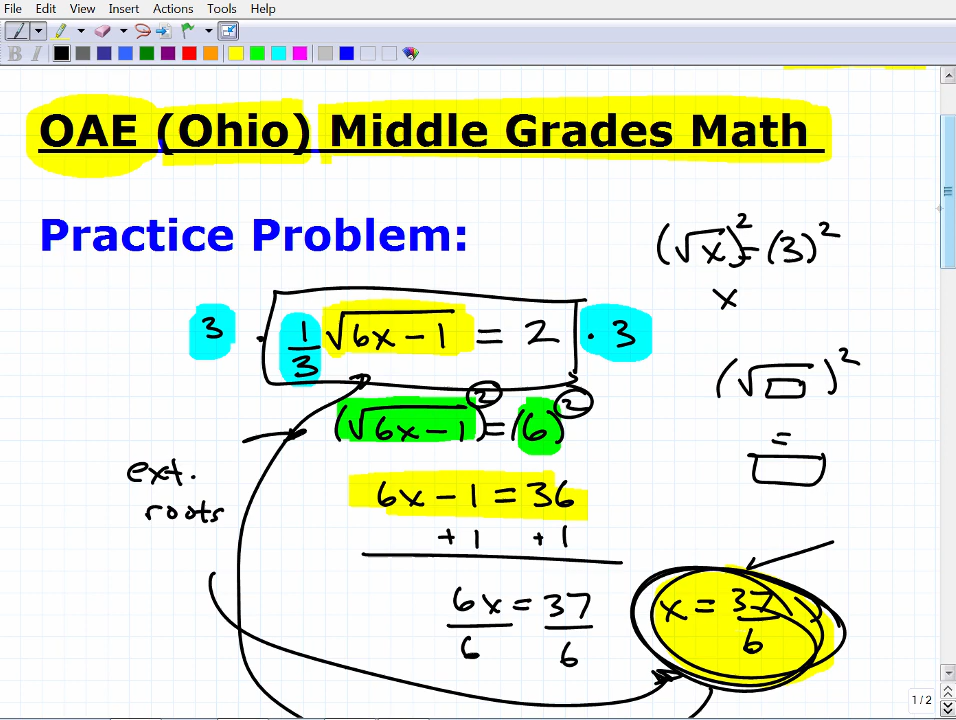 File Edit View Insert Actions Tools Help
B I
OAE (Ohio) Middle Grades Math
Practice Problem:
(√x)² = (3)²
x
3 · 1/3 √6x − 1 = 2 · 3
(√□)²
(√6x − 1)² = (6)²
= □
ext.
roots
6x − 1 = 36
+ 1 + 1
6x = 37
6 6
x = 37/6
1 / 2